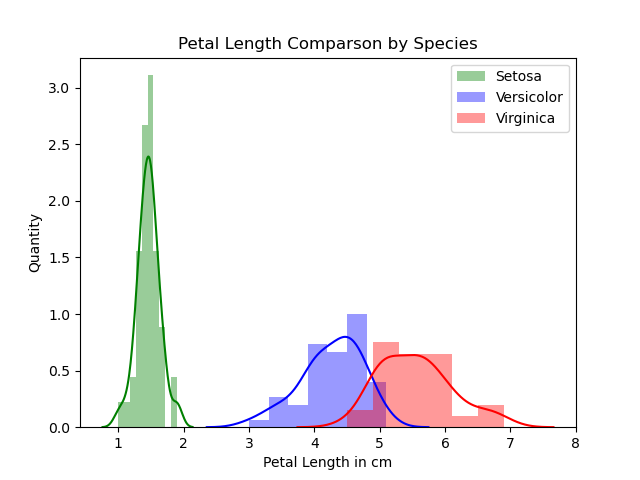 Petal Length Comparson by Species
Setosa
Versicolor
Virginica
Quantity
3.0
2.5
2.0
1.5
1.0
0.5
0.0
1 2 3 4 5 6 7 8
Petal Length in cm